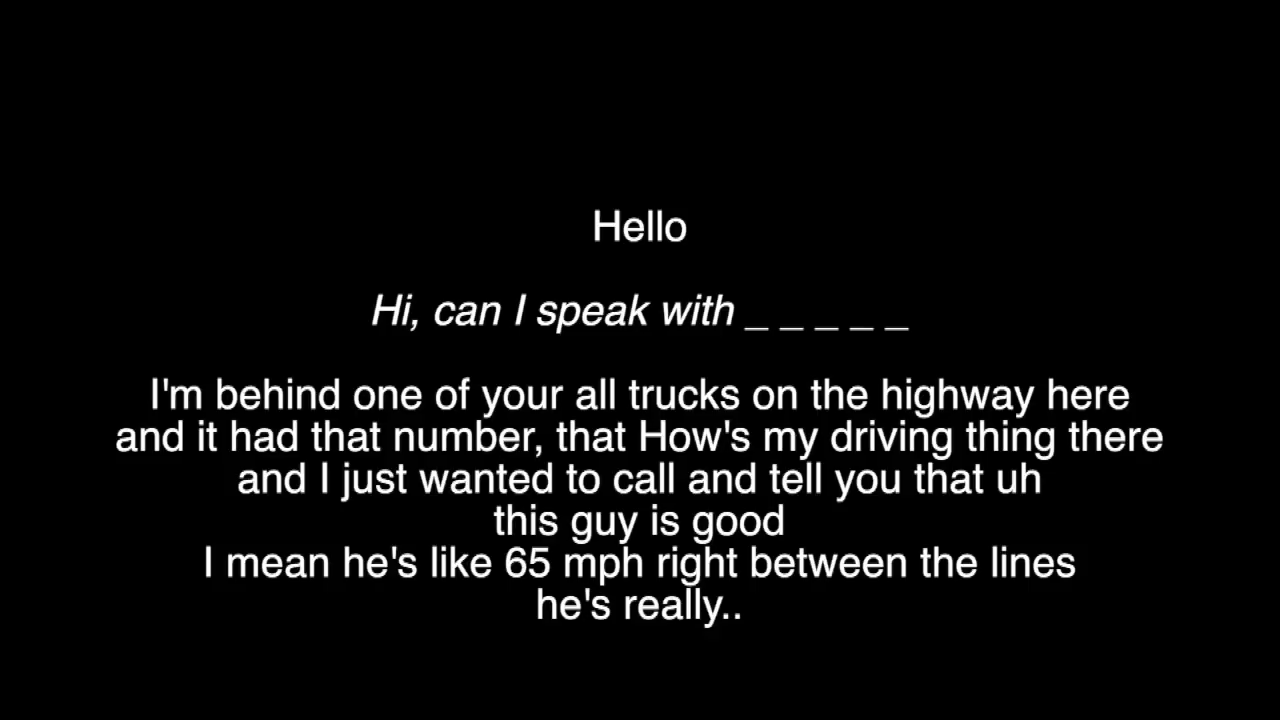 Hello
Hi, can I speak with _ _ _ _ _
I'm behind one of your all trucks on the highway here
and it had that number, that How's my driving thing there
and I just wanted to call and tell you that uh
this guy is good
I mean he's like 65 mph right between the lines
he's really..